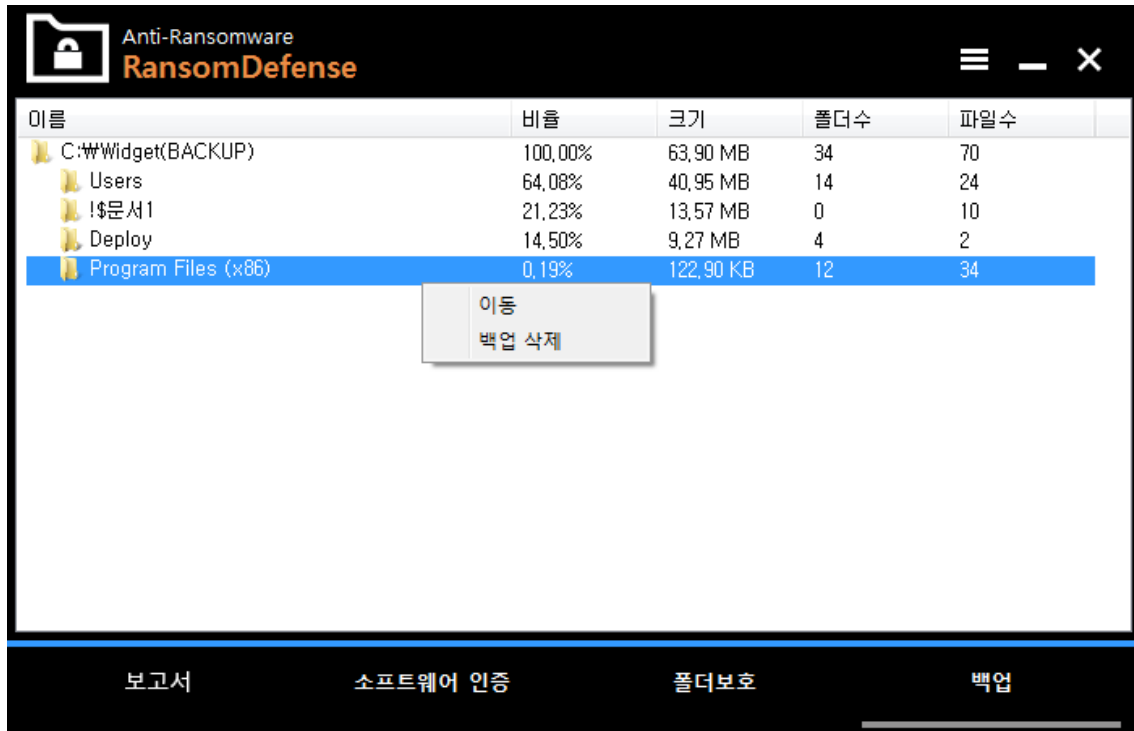 Anti-Ransomware
RansomDefense
이름 비율 크기 폴더수 파일수
C:₩Widget(BACKUP) 100,00% 63,90 MB 34 70
Users 64,08% 40,95 MB 14 24
!$문서1 21,23% 13,57 MB 0 10
Deploy 14,50% 9,27 MB 4 2
Program Files (x86) 0,19% 122,90 KB 12 34
이동
백업 삭제
보고서 소프트웨어 인증 폴더보호 백업